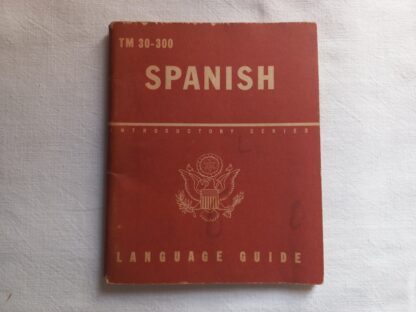 TM 30-300
SPANISH
INTRODUCTORY SERIES
LANGUAGE GUIDE